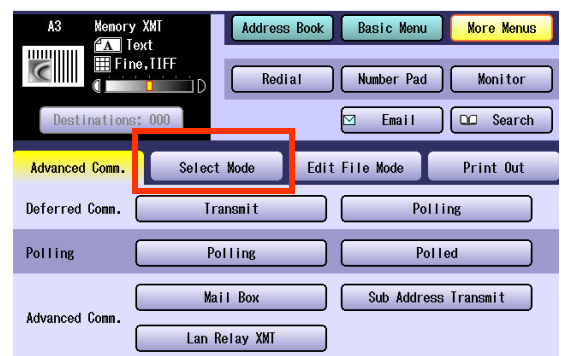 A3 Memory XMT
A Text
Fine,TIFF
D
Destinations: 000
Address Book Basic Menu More Menus
Redial Number Pad Monitor
Email Search
Advanced Comm. Select Mode Edit File Mode Print Out
Deferred Comm. Transmit Polling
Polling Polling Polled
Advanced Comm. Mail Box Sub Address Transmit
Lan Relay XMT